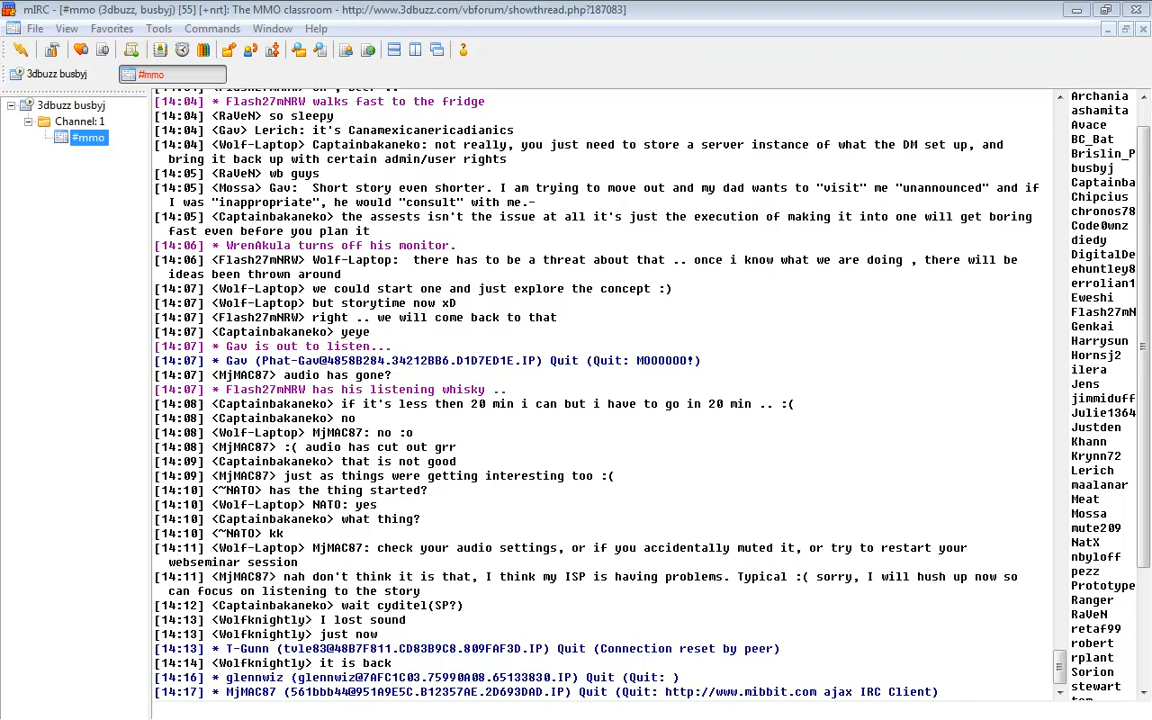 mIRC - [#mmo (3dbuzz, busbyj) [55] [+nrt]: The MMO classroom - http://www.3dbuzz.com/vbforum/showthread.php?187083]
File View Favorites Tools Commands Window Help
3dbuzz busbyj #mmo
3dbuzz busbyj
Channel: 1
#mmo
[14:04] * Flash27mNRW walks fast to the fridge
[14:04] <RaVeN> so sleepy
[14:04] <Gav> Lerich: it's Canamexicanericadianics
[14:04] <Wolf-Laptop> Captainbakaneko: not really, you just need to store a server instance of what the DM set up, and
bring it back up with certain admin/user rights
[14:05] <RaVeN> wb guys
[14:05] <Mossa> Gav:  Short story even shorter. I am trying to move out and my dad wants to "visit" me "unannounced" and if
I was "inappropriate", he would "consult" with me.-
[14:05] <Captainbakaneko> the assests isn't the issue at all it's just the execution of making it into one will get boring
fast even before you plan it
[14:06] * WrenAkula turns off his monitor.
[14:06] <Flash27mNRW> Wolf-Laptop:  there has to be a threat about that .. once i know what we are doing , there will be
ideas been thrown around
[14:07] <Wolf-Laptop> we could start one and just explore the concept :)
[14:07] <Wolf-Laptop> but storytime now xD
[14:07] <Flash27mNRW> right .. we will come back to that
[14:07] <Captainbakaneko> yeye
[14:07] * Gav is out to listen...
[14:07] * Gav (Phat-Gav@4858B284.34212BB6.D1D7ED1E.IP) Quit (Quit: MOOOOOO!)
[14:07] <MjMAC87> audio has gone?
[14:07] * Flash27mNRW has his listening whisky ..
[14:08] <Captainbakaneko> if it's less then 20 min i can but i have to go in 20 min .. :(
[14:08] <Captainbakaneko> no
[14:08] <Wolf-Laptop> MjMAC87: no :o
[14:08] <MjMAC87> :( audio has cut out grr
[14:09] <Captainbakaneko> that is not good
[14:09] <MjMAC87> just as things were getting interesting too :(
[14:10] <~NATO> has the thing started?
[14:10] <Wolf-Laptop> NATO: yes
[14:10] <Captainbakaneko> what thing?
[14:10] <~NATO> kk
[14:11] <Wolf-Laptop> MjMAC87: check your audio settings, or if you accidentally muted it, or try to restart your
webseminar session
[14:11] <MjMAC87> nah don't think it is that, I think my ISP is having problems. Typical :( sorry, I will hush up now so
can focus on listening to the story
[14:12] <Captainbakaneko> wait cyditel(SP?)
[14:13] <Wolfknightly> I lost sound
[14:13] <Wolfknightly> just now
[14:13] * T-Gunn (tvle83@48B7F811.CD83B9C8.809FAF3D.IP) Quit (Connection reset by peer)
[14:14] <Wolfknightly> it is back
[14:16] * glennwiz (glennwiz@7AFC1C03.75990A08.65133830.IP) Quit (Quit: )
[14:17] * MjMAC87 (561bbb44@951A9E5C.B12357AE.2D693DAD.IP) Quit (Quit: http://www.mibbit.com ajax IRC Client)
Archania
ashamita
Avace
BC_Bat
Brislin_P
busbyj
Captainba
Chipcius
chronos78
Code0wnz
diedy
DigitalDe
ehuntley8
errolian1
Eweshi
Flash27mN
Genkai
Harrysun
Hornsj2
ilera
Jens
jimmiduff
Julie1364
Justden
Khann
Krynn72
Lerich
maalanar
Meat
Mossa
mute209
NatX
nbyloff
pezz
Prototype
Ranger
RaVeN
retaf99
robert
rplant
Sorion
stewart